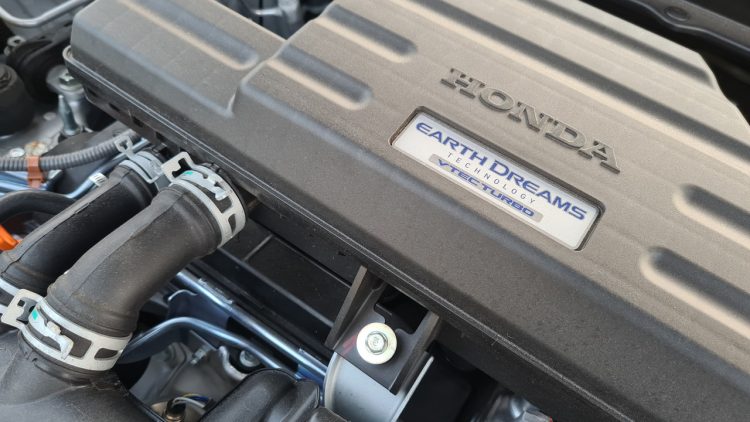 HONDA
EARTH DREAMS
TECHNOLOGY
VTEC TURBO